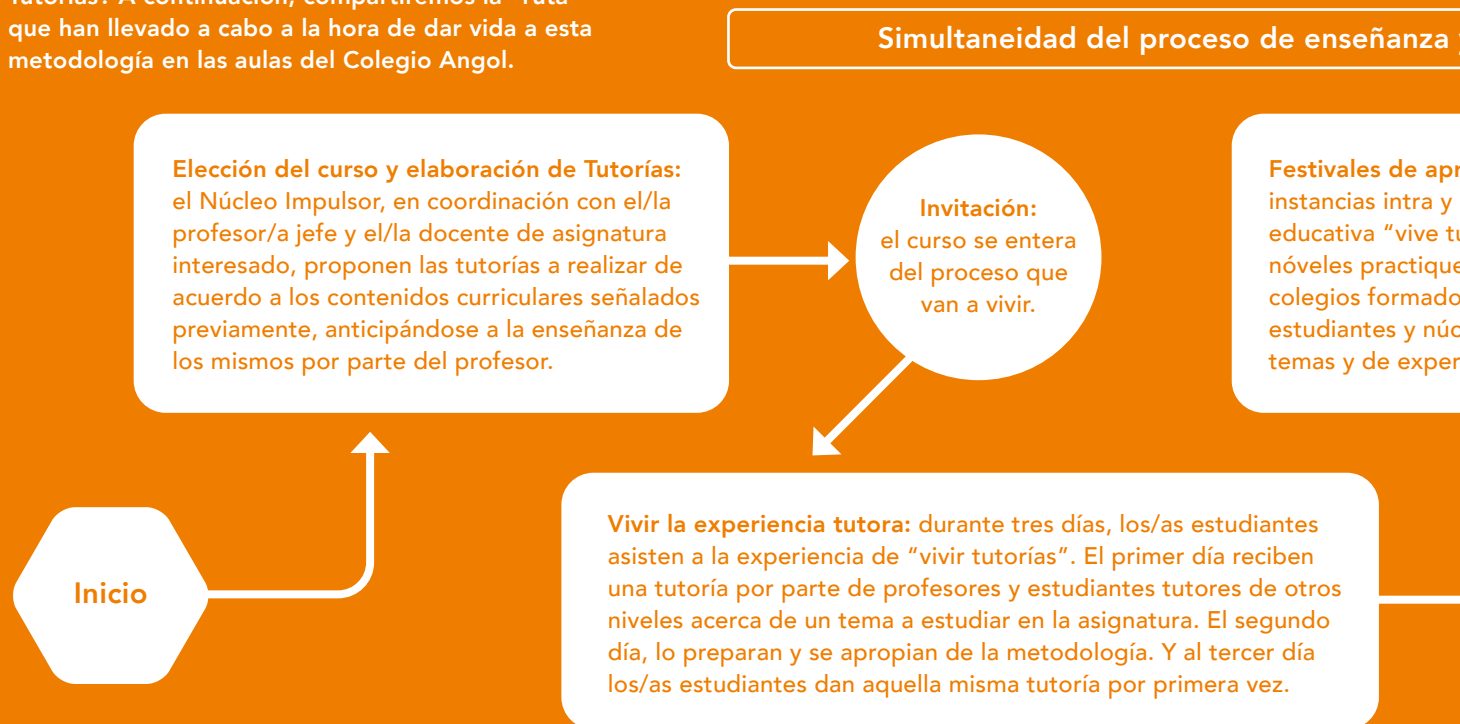 Tutorías? A continuación, compartiremos la "ruta"
que han llevado a cabo a la hora de dar vida a esta
metodología en las aulas del Colegio Angol.
Simultaneidad del proceso de enseñanza
Elección del curso y elaboración de Tutorías:
el Núcleo Impulsor, en coordinación con el/la
profesor/a jefe y el/la docente de asignatura
interesado, proponen las tutorías a realizar de
acuerdo a los contenidos curriculares señalados
previamente, anticipándose a la enseñanza de
los mismos por parte del profesor.
Invitación:
el curso se entera
del proceso que
van a vivir.
Festivales de apr
instancias intra y
educativa “vive tu
nóveles practique
colegios formado
estudiantes y núc
temas y de exper
Inicio
Vivir la experiencia tutora: durante tres días, los/as estudiantes
asisten a la experiencia de “vivir tutorías”. El primer día reciben
una tutoría por parte de profesores y estudiantes tutores de otros
niveles acerca de un tema a estudiar en la asignatura. El segundo
día, lo preparan y se apropian de la metodología. Y al tercer día
los/as estudiantes dan aquella misma tutoría por primera vez.